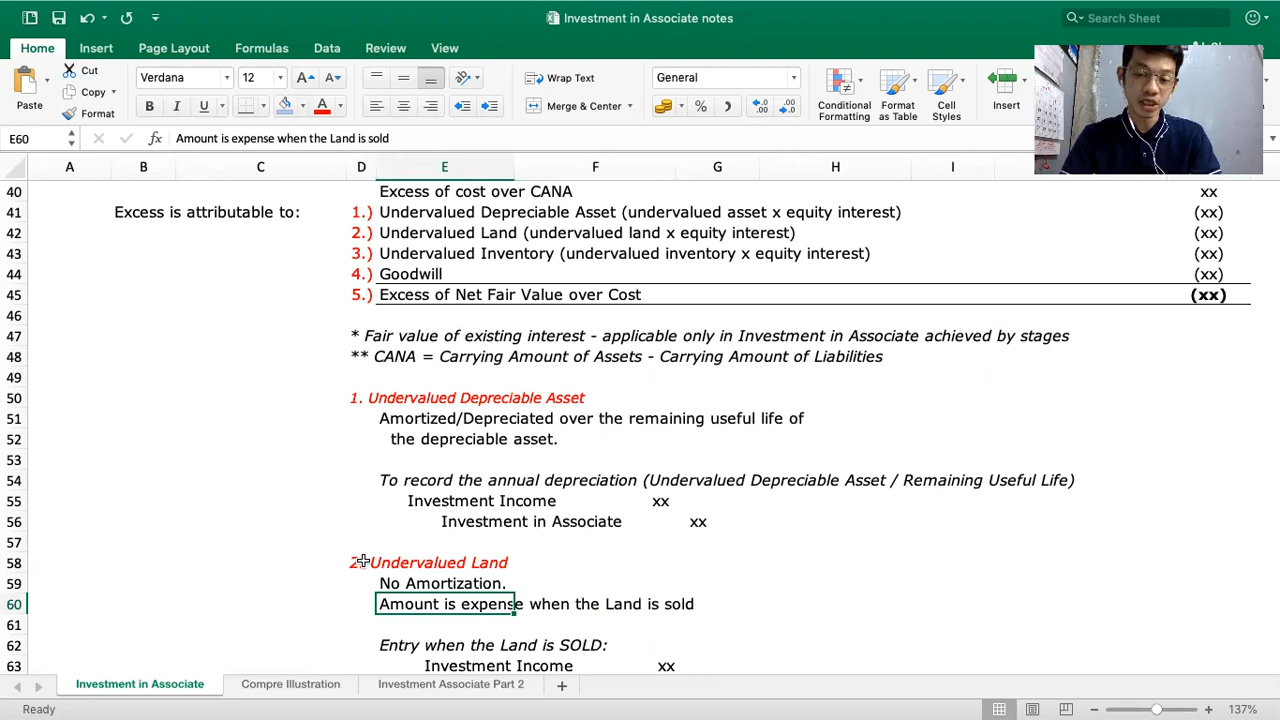 Investment in Associate notes
Search Sheet
Home Insert Page Layout Formulas Data Review View
Paste Cut Copy Format Verdana 12 A A B I U A Wrap Text Merge & Center General % Conditional Formatting Format as Table Cell Styles Insert
E60 fx Amount is expense when the Land is sold
A B C D E F G H I
40 Excess of cost over CANA xx
41 Excess is attributable to: 1.) Undervalued Depreciable Asset (undervalued asset x equity interest) (xx)
42 2.) Undervalued Land (undervalued land x equity interest) (xx)
43 3.) Undervalued Inventory (undervalued inventory x equity interest) (xx)
44 4.) Goodwill (xx)
45 5.) Excess of Net Fair Value over Cost (xx)
46
47 * Fair value of existing interest - applicable only in Investment in Associate achieved by stages
48 ** CANA = Carrying Amount of Assets - Carrying Amount of Liabilities
49
50 1. Undervalued Depreciable Asset
51 Amortized/Depreciated over the remaining useful life of
52 the depreciable asset.
53
54 To record the annual depreciation (Undervalued Depreciable Asset / Remaining Useful Life)
55 Investment Income xx
56 Investment in Associate xx
57
58 2. Undervalued Land
59 No Amortization.
60 Amount is expense when the Land is sold
61
62 Entry when the Land is SOLD:
63 Investment Income xx
Investment in Associate Compre Illustration Investment Associate Part 2 +
Ready 137%